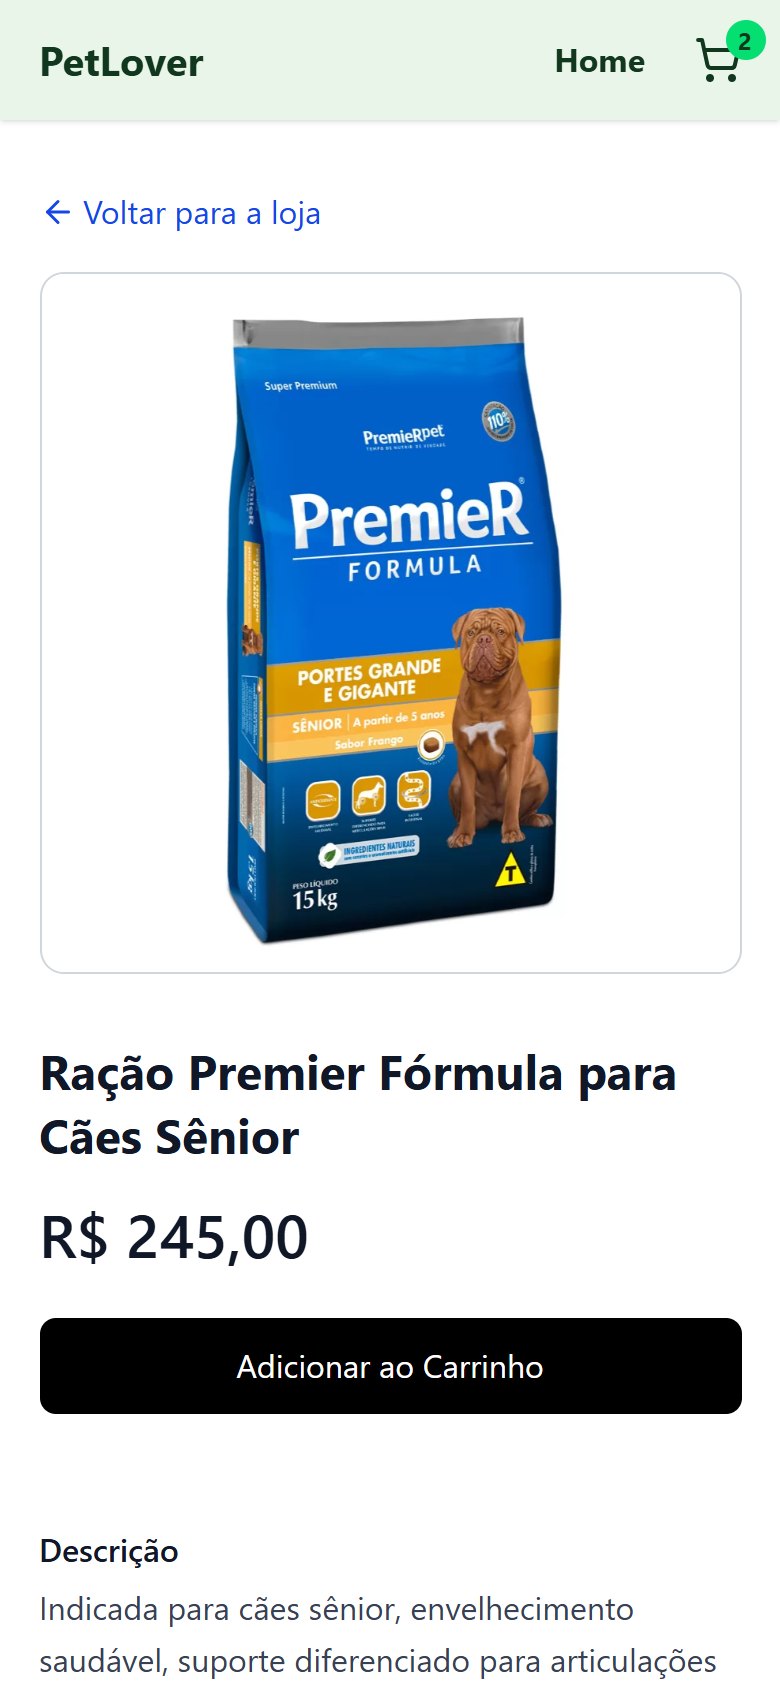 PetLover
Home
2
Voltar para a loja
Super Premium
PremieRpet
110%
PremieR®
FORMULA
PORTES GRANDE
E GIGANTE
SÊNIOR | A partir de 5 anos
Sabor Frango
INGREDIENTES NATURAIS
PESO LÍQUIDO
15 kg
T
Ração Premier Fórmula para
Cães Sênior
R$ 245,00
Adicionar ao Carrinho
Descrição
Indicada para cães sênior, envelhecimento
saudável, suporte diferenciado para articulações